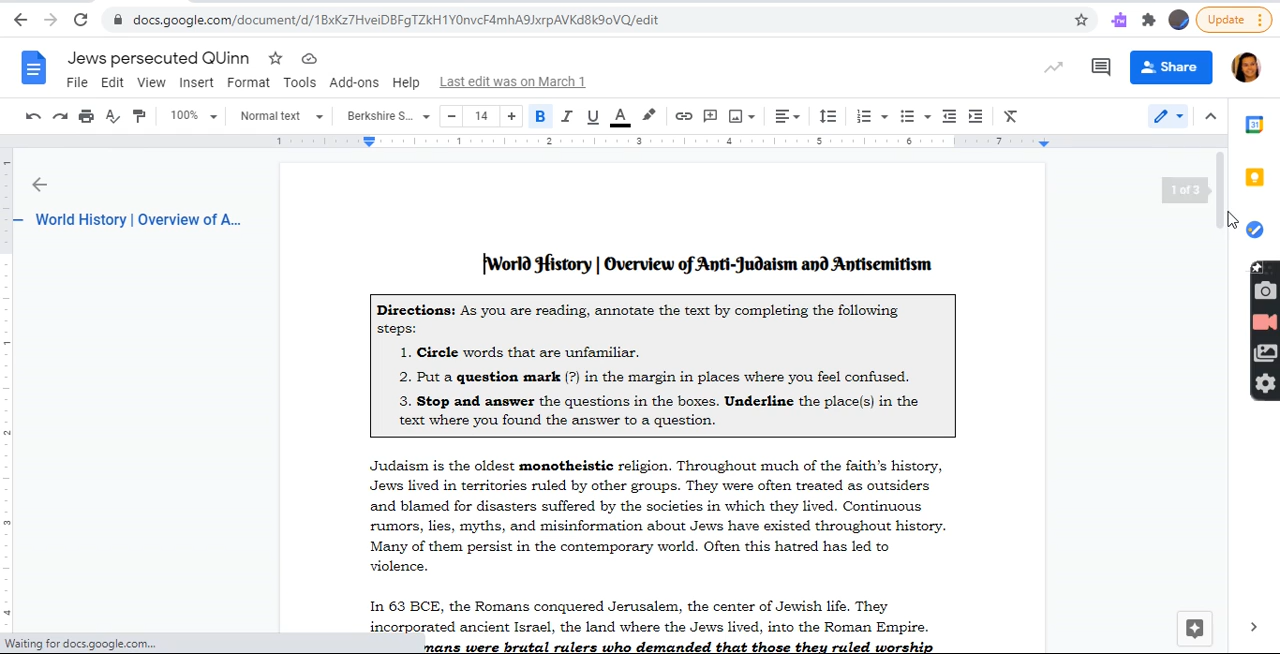 docs.google.com/document/d/1BxKz7HveiDBFgTZkH1Y0nvcF4mhA9JxrpAVKd8k9oVQ/edit
Update
Jews persecuted QUinn
File Edit View Insert Format Tools Add-ons Help Last edit was on March 1
Share
100% Normal text Berkshire S... − 14 + B I U A
1 1 2 3 4 5 6 7
1 of 3
World History | Overview of A...
World History | Overview of Anti-Judaism and Antisemitism
Directions: As you are reading, annotate the text by completing the following
steps:
1. Circle words that are unfamiliar.
2. Put a question mark (?) in the margin in places where you feel confused.
3. Stop and answer the questions in the boxes. Underline the place(s) in the
text where you found the answer to a question.
Judaism is the oldest monotheistic religion. Throughout much of the faith's history,
Jews lived in territories ruled by other groups. They were often treated as outsiders
and blamed for disasters suffered by the societies in which they lived. Continuous
rumors, lies, myths, and misinformation about Jews have existed throughout history.
Many of them persist in the contemporary world. Often this hatred has led to
violence.
In 63 BCE, the Romans conquered Jerusalem, the center of Jewish life. They
incorporated ancient Israel, the land where the Jews lived, into the Roman Empire.
mans were brutal rulers who demanded that those they ruled worship
Waiting for docs.google.com...